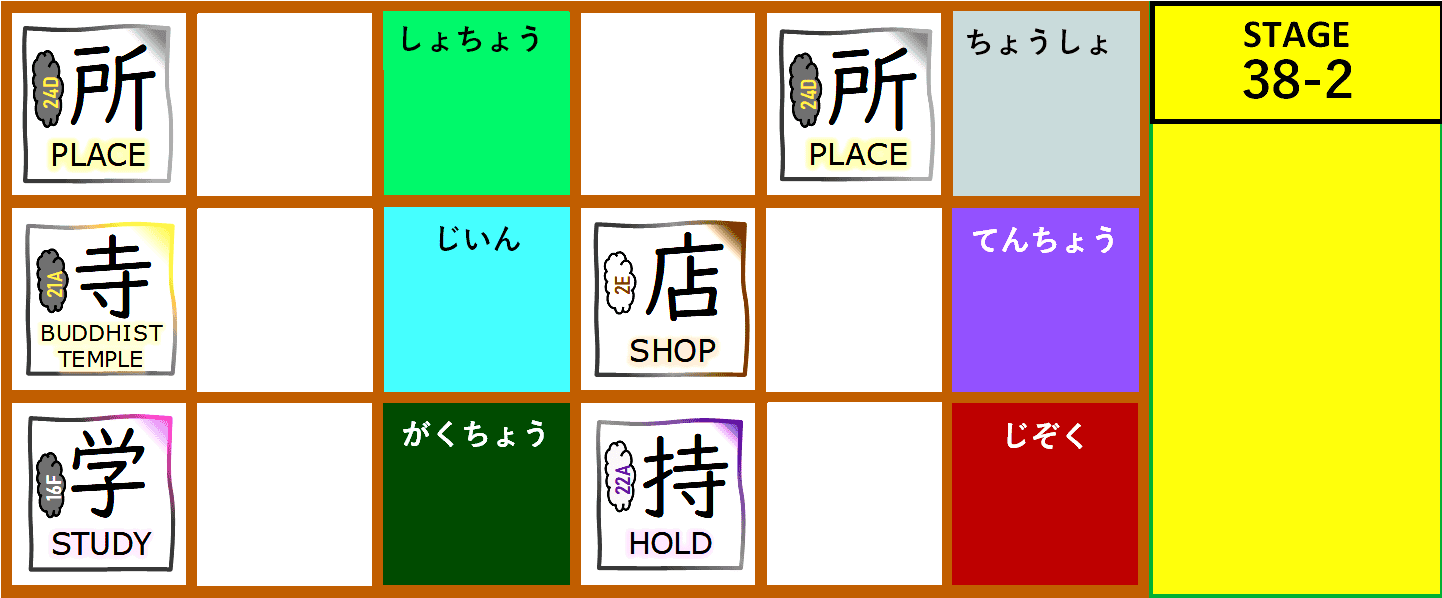 24D
所
PLACE
しょちょう
24D
所
PLACE
ちょうしょ
STAGE
38-2
21A
寺
BUDDHIST
TEMPLE
じいん
2E
店
SHOP
てんちょう
16F
学
STUDY
がくちょう
22A
持
HOLD
じぞく